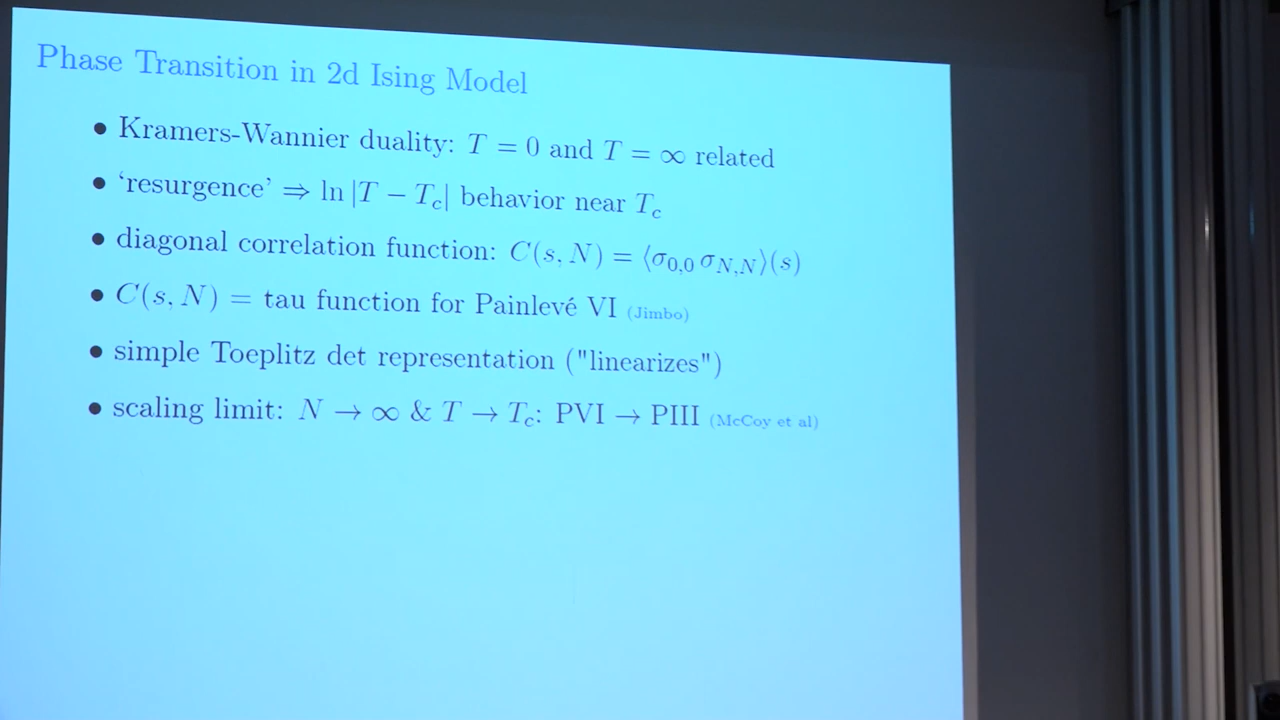 Phase Transition in 2d Ising Model
• Kramers-Wannier duality: T = 0 and T = ∞ related
• ‘resurgence’ ⇒ ln |T − T_c| behavior near T_c
• diagonal correlation function: C(s, N) = ⟨σ_{0,0} σ_{N,N}⟩(s)
• C(s, N) = tau function for Painlevé VI (Jimbo)
• simple Toeplitz det representation ("linearizes")
• scaling limit: N → ∞ & T → T_c: PVI → PIII (McCoy et al)